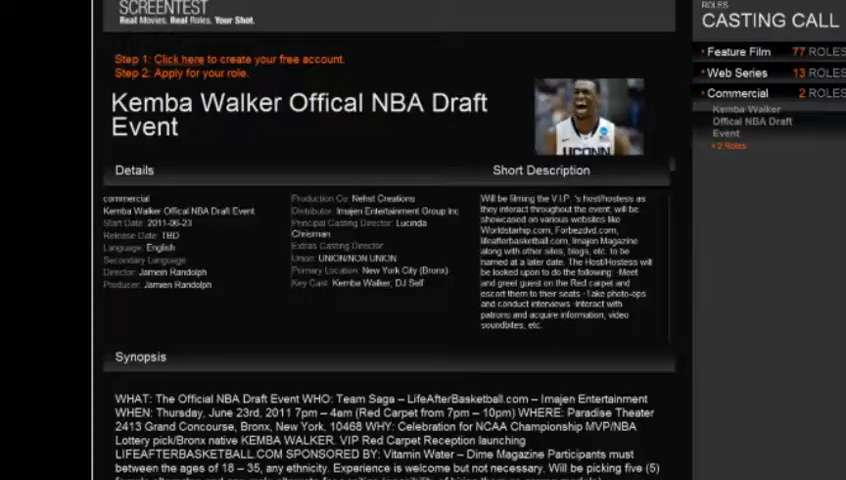 SCREENTEST
Real Movies. Real Roles. Your Shot.
Step 1: Click here to create your free account.
Step 2: Apply for your role.
Kemba Walker Offical NBA Draft
Event
UCONN
Details
commercial
Kemba Walker Offical NBA Draft Event
Start Date: 2011-06-23
Release Date: TBD
Language: English
Secondary Language
Director: Jamein Randolph
Producer: Jamien Randolph
Production Co: Nehst Creations
Distributor: Imajen Entertainment Group Inc
Principal Casting Director: Lucinda
Chrisman
Extras Casting Director
Union: UNION/NON UNION
Primary Location: New York City (Bronx)
Key Cast: Kemba Walker, DJ Self
Short Description
Will be filming the V.I.P. 's host/hostess as
they interact throughout the event, will be
showcased on various websites like
Worldstarhip.com, Forbezdvd.com,
lifeafterbasketball.com, Imajen Magazine
along with other sites, blogs, etc. to be
named at a later date. The Host/Hostess will
be looked upon to do the following: -Meet
and greet guest on the Red carpet and
escort them to their seats -Take photo-ops
and conduct interviews -Interact with
patrons and acquire information, video
soundbites, etc.
Synopsis
WHAT: The Official NBA Draft Event WHO: Team Saga – LifeAfterBasketball.com – Imajen Entertainment
WHEN: Thursday, June 23rd, 2011 7pm – 4am (Red Carpet from 7pm – 10pm) WHERE: Paradise Theater
2413 Grand Concourse, Bronx, New York, 10468 WHY: Celebration for NCAA Championship MVP/NBA
Lottery pick/Bronx native KEMBA WALKER. VIP Red Carpet Reception launching
LIFEAFTERBASKETBALL.COM SPONSORED BY: Vitamin Water – Dime Magazine Participants must
between the ages of 18 – 35, any ethnicity. Experience is welcome but not necessary. Will be picking five (5)
ROLES
CASTING CALL
Feature Film 77 ROLES
Web Series 13 ROLES
Commercial 2 ROLES
Kemba Walker
Offical NBA Draft
Event
+2 Roles